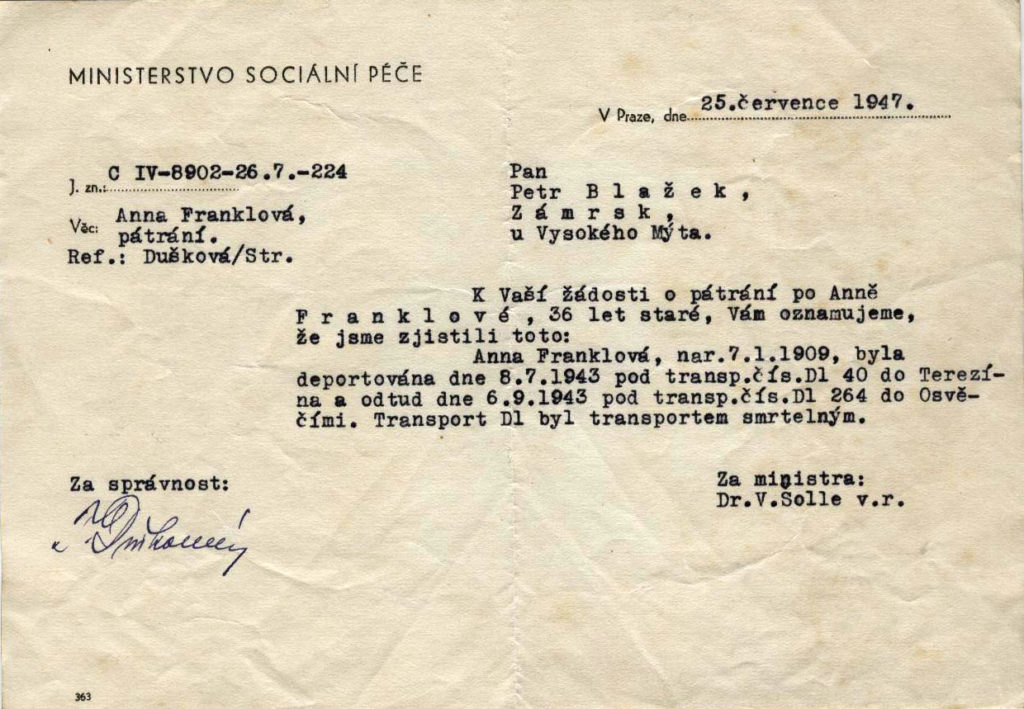 MINISTERSTVO SOCIÁLNÍ PÉČE
V Praze, dne 25.července 1947.
J. zn.: C IV-8902-26.7.-224
Věc: Anna Franklová,
pátrání.
Ref.: Dušková/Str.
Pan
Petr B l a ž e k ,
Z á m r s k ,
u Vysokého Mýta.
K Vaší žádosti o pátrání po Anně
F r a n k l o v é , 36 let staré, Vám oznamujeme,
že jsme zjistili toto:
Anna Franklová, nar.7.1.1909, byla
deportována dne 8.7.1943 pod transp.čís.Dl 40 do Terezí-
na a odtud dne 6.9.1943 pod transp.čís.Dl 264 do Osvě-
čími. Transport Dl byl transportem smrtelným.
Za správnost:
Za ministra:
Dr.V.Solle v.r.
363